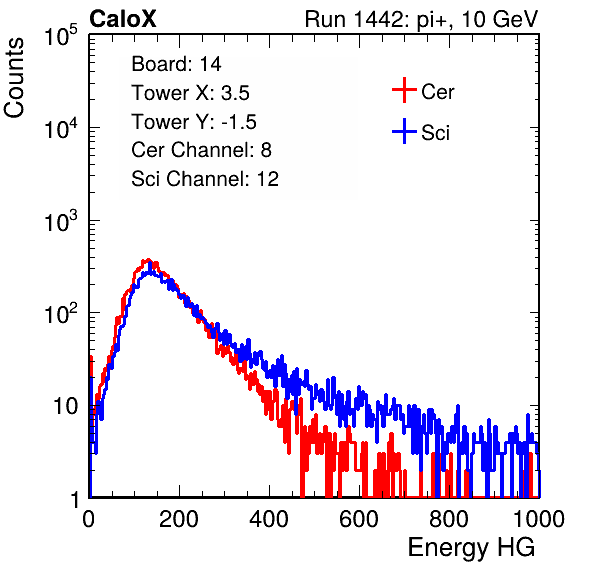 CaloX Run 1442: pi+, 10 GeV
Counts
Board: 14
Tower X: 3.5
Tower Y: -1.5
Cer Channel: 8
Sci Channel: 12
Cer
Sci
10^5
10^4
10^3
10^2
10
1
0 200 400 600 800 1000
Energy HG